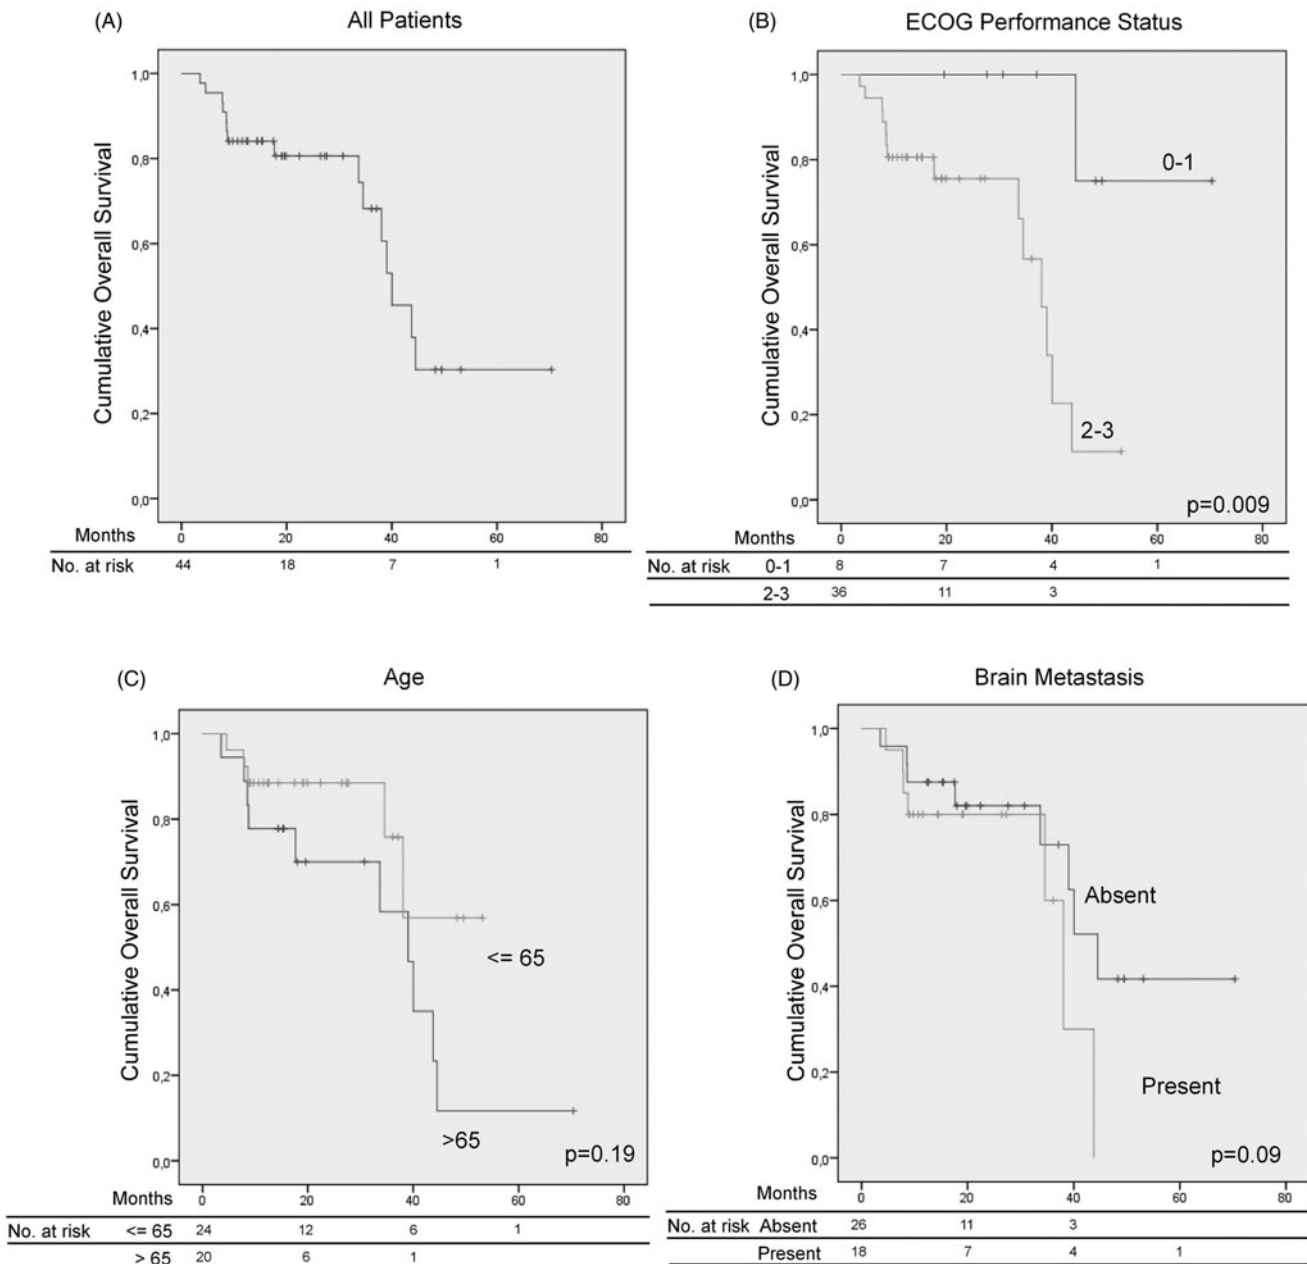 (A) All Patients
Cumulative Overall Survival
1,0
0,8
0,6
0,4
0,2
0,0
Months 0 20 40 60 80
No. at risk 44 18 7 1
(B) ECOG Performance Status
Cumulative Overall Survival
1,0
0,8
0,6
0,4
0,2
0,0
0-1
2-3
p=0.009
Months 0 20 40 60 80
No. at risk 0-1 8 7 4 1
2-3 36 11 3
(C) Age
Cumulative Overall Survival
1,0
0,8
0,6
0,4
0,2
0,0
<= 65
>65
p=0.19
Months 0 20 40 60 80
No. at risk <= 65 24 12 6 1
> 65 20 6 1
(D) Brain Metastasis
Cumulative Overall Survival
1,0
0,8
0,6
0,4
0,2
0,0
Absent
Present
p=0.09
Months 0 20 40 60 80
No. at risk Absent 26 11 3
Present 18 7 4 1